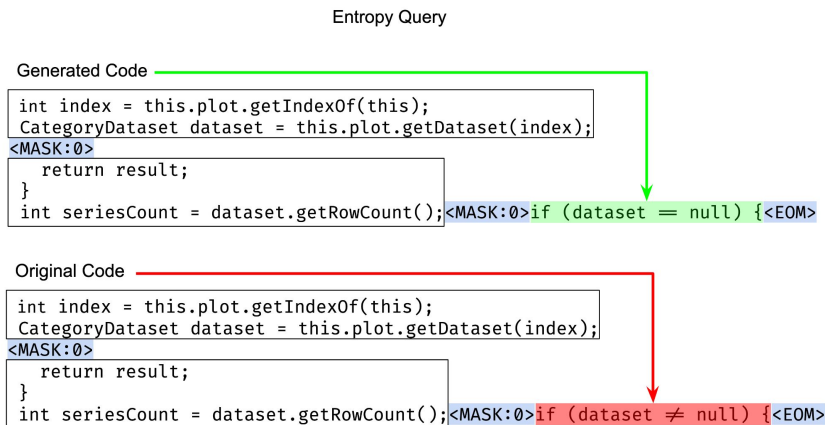 Entropy Query
Generated Code
int index = this.plot.getIndexOf(this);
CategoryDataset dataset = this.plot.getDataset(index);
<MASK:0>
return result;
}
int seriesCount = dataset.getRowCount();<MASK:0>if (dataset == null) {<EOM>
Original Code
int index = this.plot.getIndexOf(this);
CategoryDataset dataset = this.plot.getDataset(index);
<MASK:0>
return result;
}
int seriesCount = dataset.getRowCount();<MASK:0>if (dataset ≠ null) {<EOM>